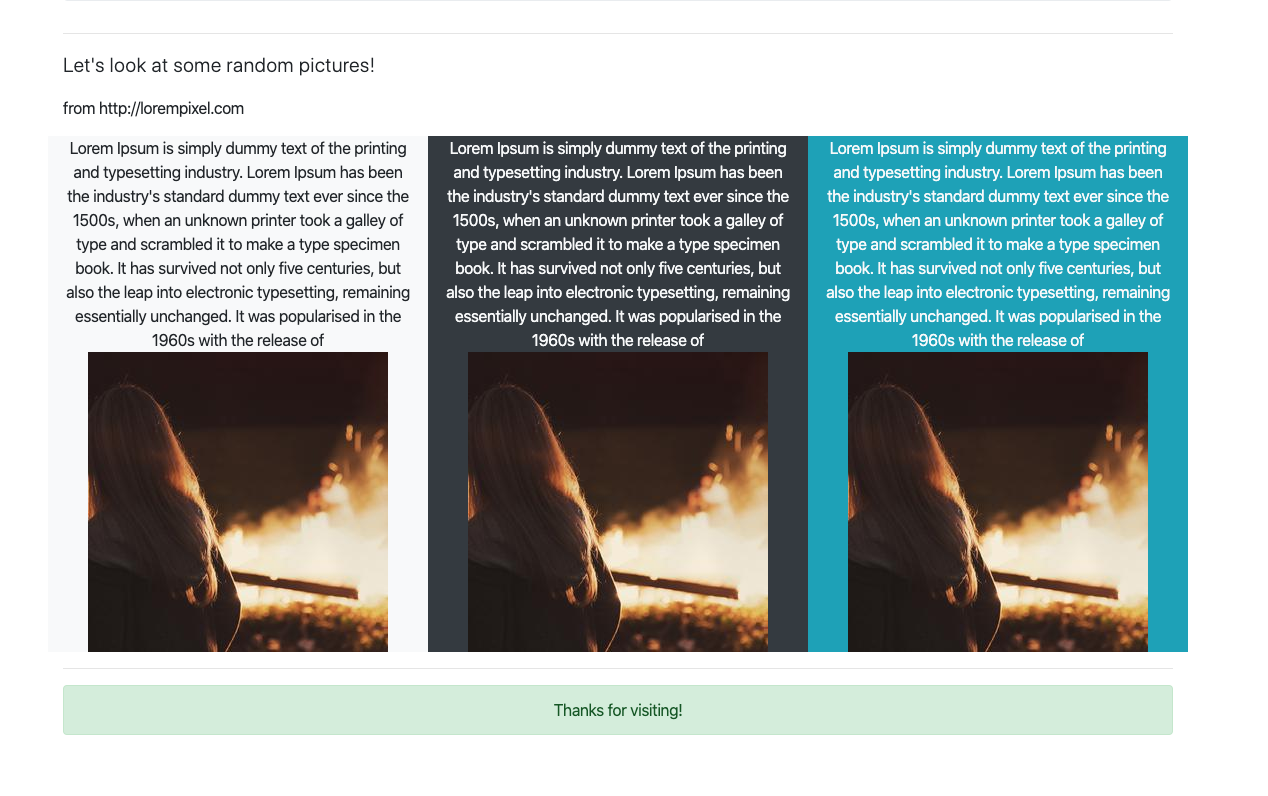 Let's look at some random pictures!
from http://lorempixel.com
Lorem Ipsum is simply dummy text of the printing
and typesetting industry. Lorem Ipsum has been
the industry's standard dummy text ever since the
1500s, when an unknown printer took a galley of
type and scrambled it to make a type specimen
book. It has survived not only five centuries, but
also the leap into electronic typesetting, remaining
essentially unchanged. It was popularised in the
1960s with the release of
Lorem Ipsum is simply dummy text of the printing
and typesetting industry. Lorem Ipsum has been
the industry's standard dummy text ever since the
1500s, when an unknown printer took a galley of
type and scrambled it to make a type specimen
book. It has survived not only five centuries, but
also the leap into electronic typesetting, remaining
essentially unchanged. It was popularised in the
1960s with the release of
Lorem Ipsum is simply dummy text of the printing
and typesetting industry. Lorem Ipsum has been
the industry's standard dummy text ever since the
1500s, when an unknown printer took a galley of
type and scrambled it to make a type specimen
book. It has survived not only five centuries, but
also the leap into electronic typesetting, remaining
essentially unchanged. It was popularised in the
1960s with the release of
Thanks for visiting!